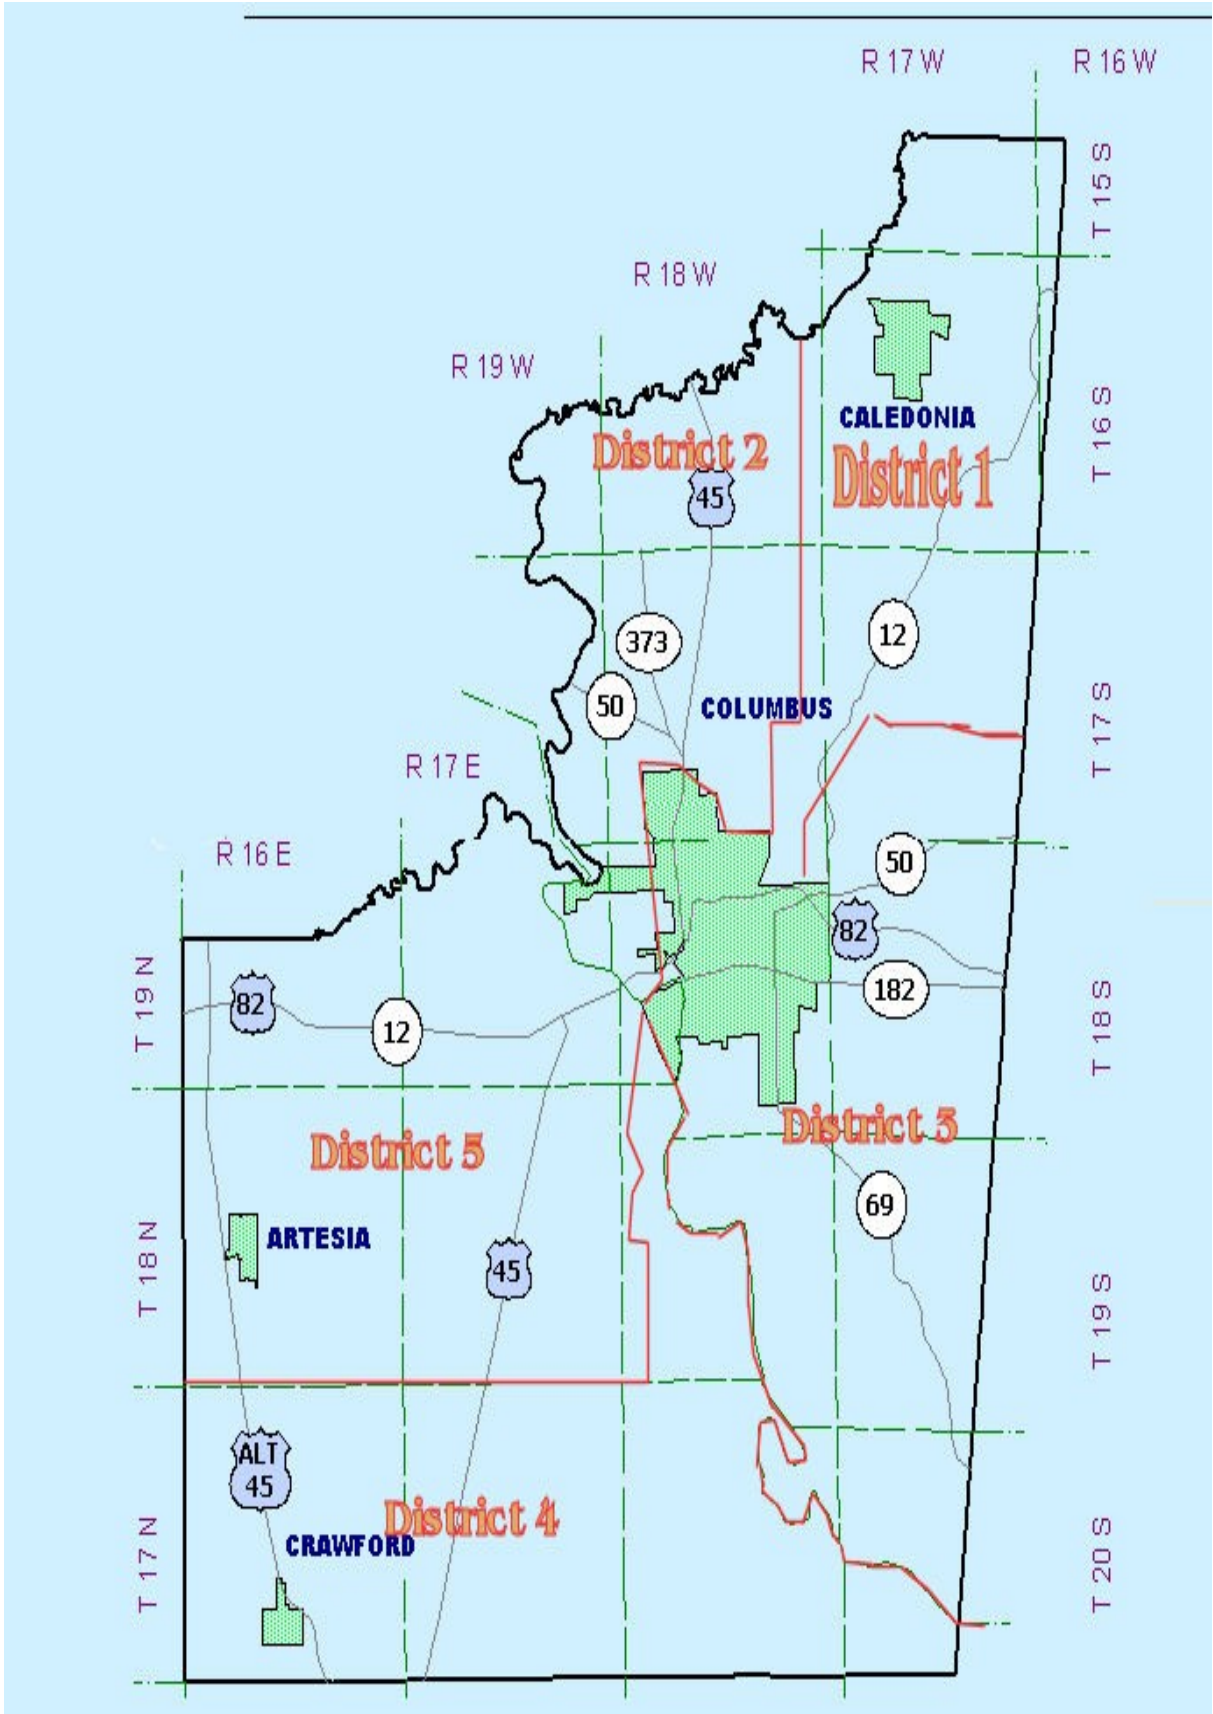 R 17 W
R 16 W
T 15 S
R 18 W
R 19 W
CALEDONIA
T 16 S
District 2
District 1
45
12
373
50
COLUMBUS
T 17 S
R 17 E
R 16 E
50
82
182
T 19 N
82
12
T 18 S
District 5
District 3
69
ARTESIA
T 18 N
45
T 19 S
ALT
45
District 4
CRAWFORD
T 17 N
T 20 S